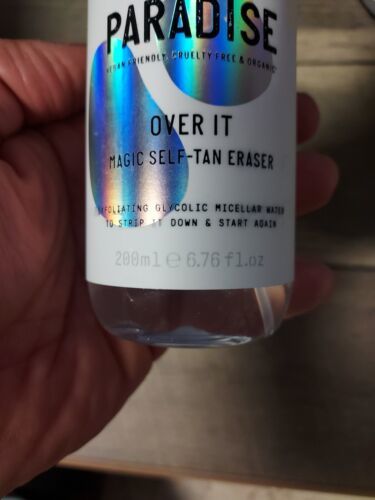 PARADISE
VEGAN FRIENDLY, CRUELTY FREE & ORGANIC
OVER IT
MAGIC SELF-TAN ERASER
EXFOLIATING GLYCOLIC MICELLAR WATER
TO STRIP IT DOWN & START AGAIN
200ml e 6.76 fl.oz